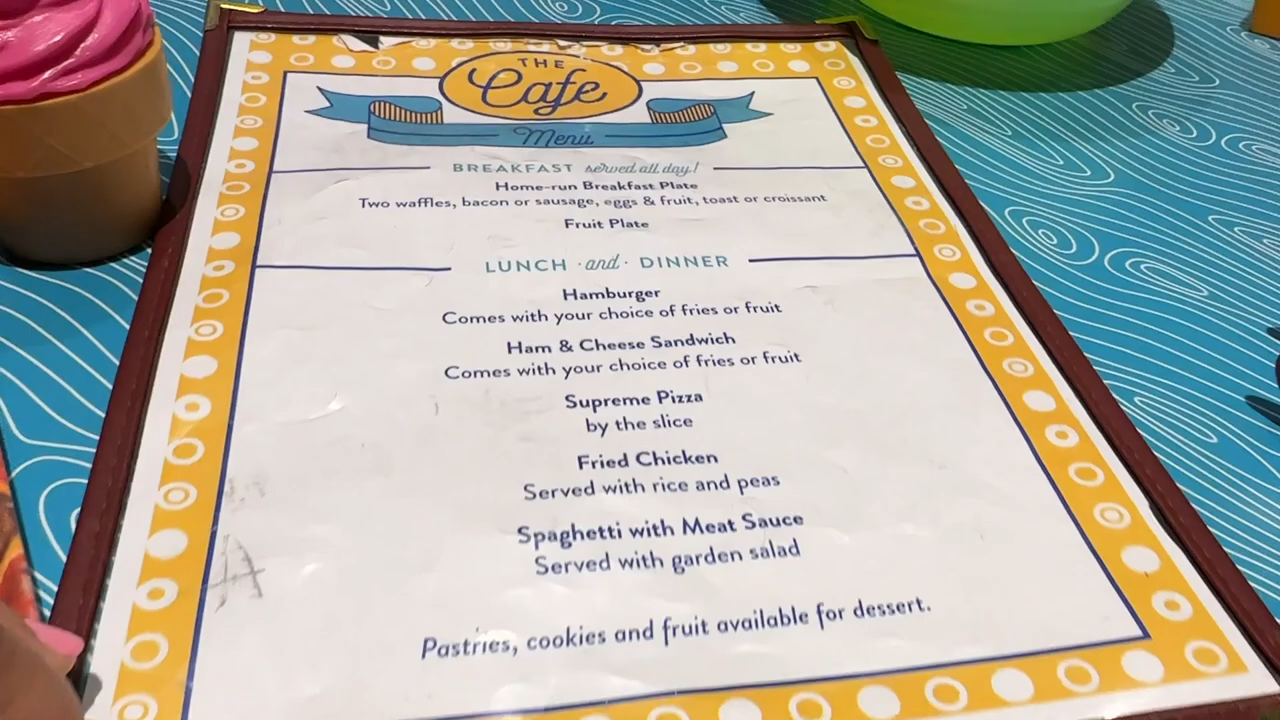 THE
Cafe
Menu
BREAKFAST served all day!
Home-run Breakfast Plate
Two waffles, bacon or sausage, eggs & fruit, toast or croissant
Fruit Plate
LUNCH · and · DINNER
Hamburger
Comes with your choice of fries or fruit
Ham & Cheese Sandwich
Comes with your choice of fries or fruit
Supreme Pizza
by the slice
Fried Chicken
Served with rice and peas
Spaghetti with Meat Sauce
Served with garden salad
A
Pastries, cookies and fruit available for dessert.